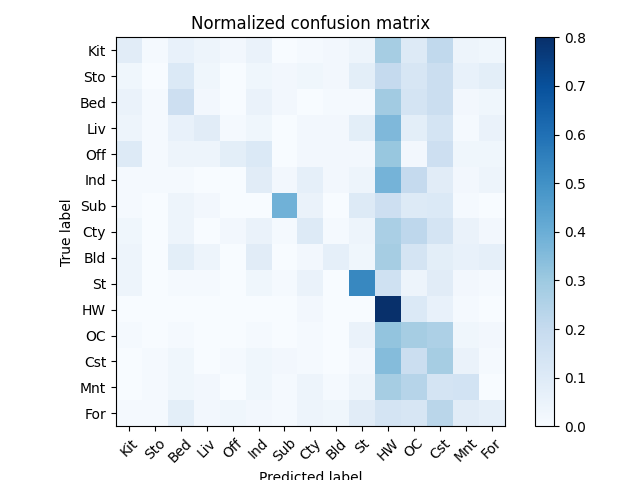 Normalized confusion matrix
True label
Kit
Sto
Bed
Liv
Off
Ind
Sub
Cty
Bld
St
HW
OC
Cst
Mnt
For
Kit Sto Bed Liv Off Ind Sub Cty Bld St HW OC Cst Mnt For
Predicted label
0.8
0.7
0.6
0.5
0.4
0.3
0.2
0.1
0.0